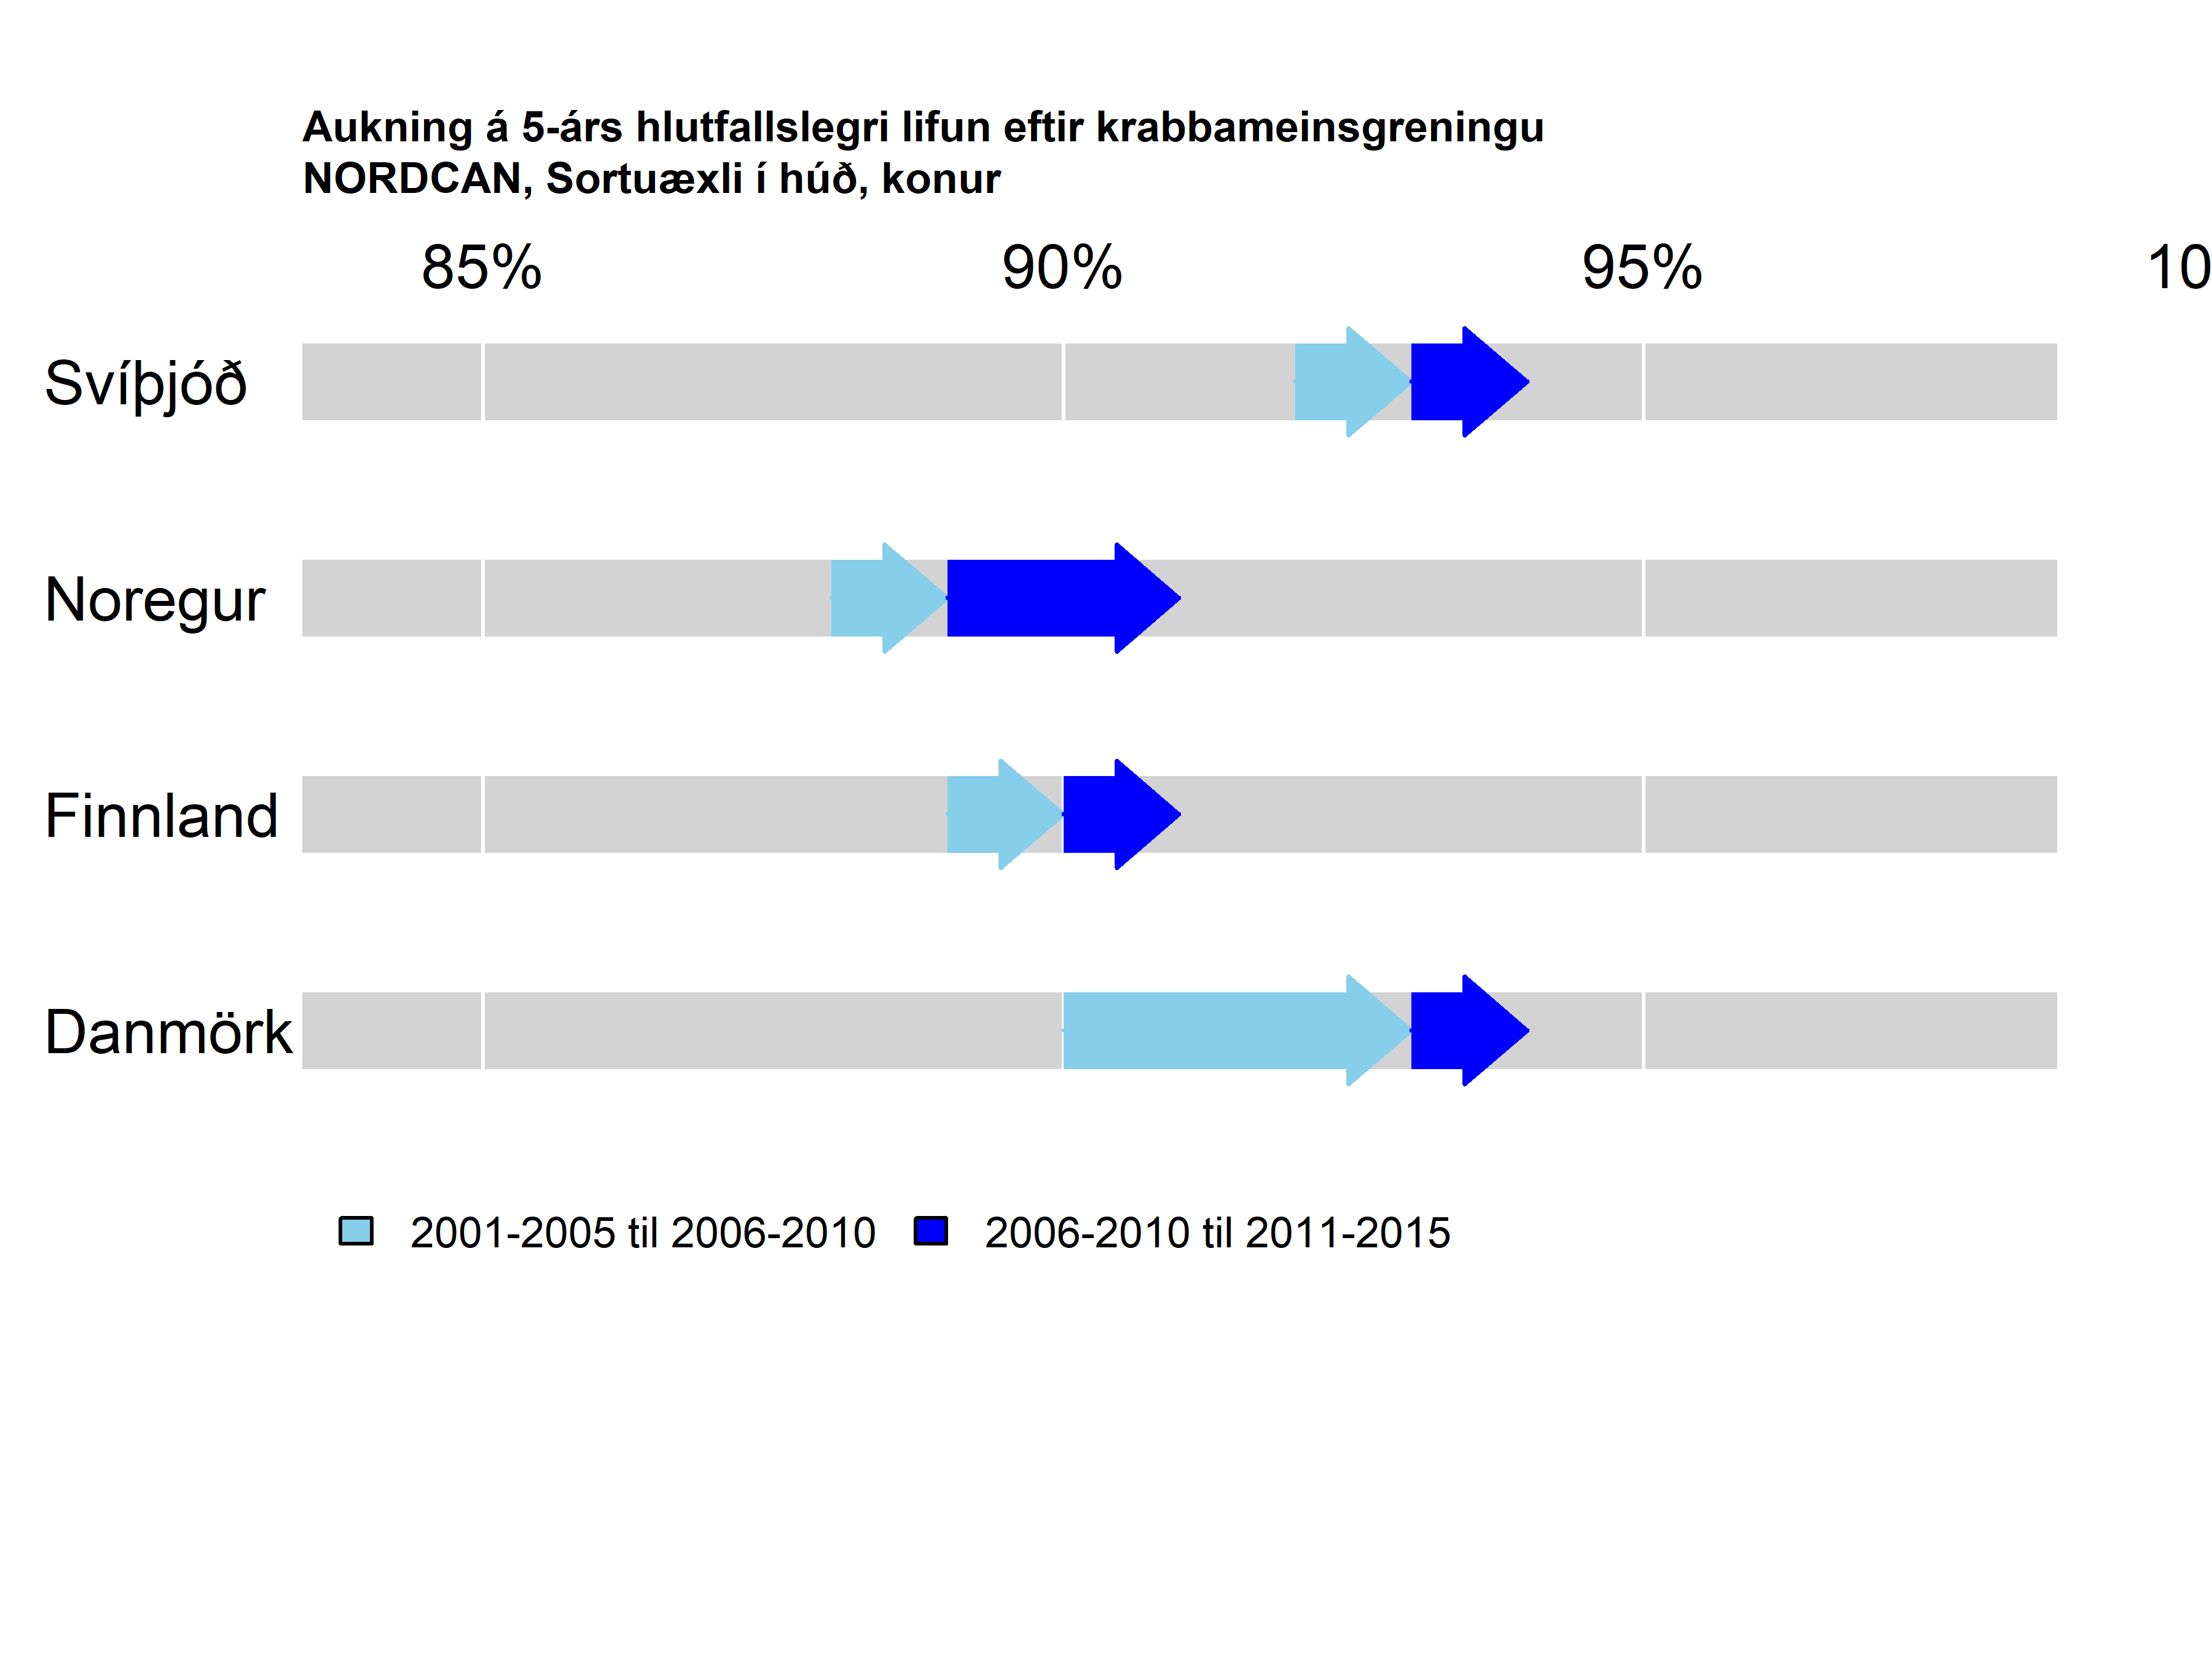 Aukning á 5-árs hlutfallslegri lifun eftir krabbameinsgreningu
NORDCAN, Sortuæxli í húð, konur
85% 90% 95% 10
Svíþjóð
Noregur
Finnland
Danmörk
2001-2005 til 2006-2010 2006-2010 til 2011-2015